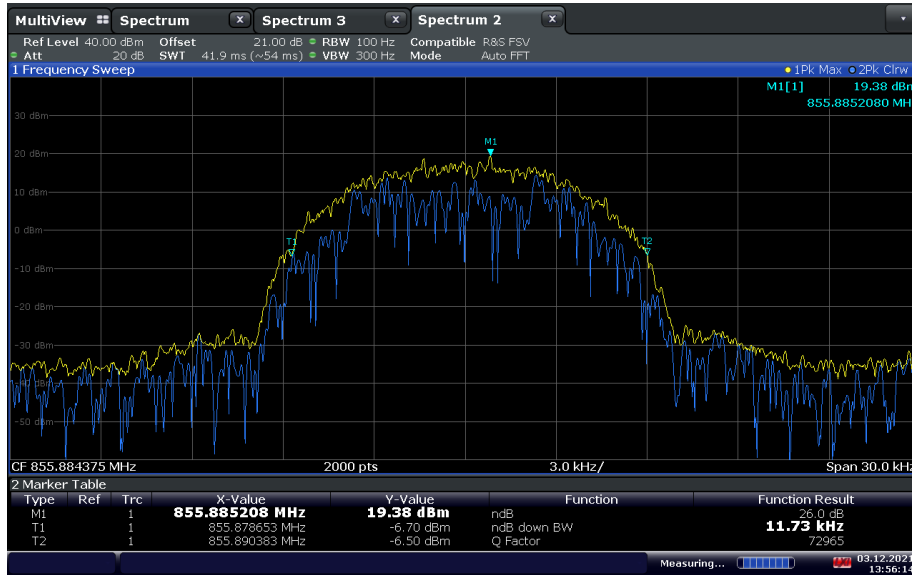 MultiView Spectrum X Spectrum 3 X Spectrum 2 X
Ref Level 40.00 dBm Offset 21.00 dB RBW 100 Hz Compatible R&S FSV
Att 20 dB SWT 41.9 ms (~54 ms) VBW 300 Hz Mode Auto FFT
1 Frequency Sweep 1Pk Max 2Pk Clrw
M1[1] 19.38 dBm
855.8852080 MH
30 dBm
M1
20 dBm
10 dBm
0 dBm
T1 T2
-10 dBm
-20 dBm
-30 dBm
-40 dBm
-50 dBm
CF 855.884375 MHz 2000 pts 3.0 kHz/ Span 30.0 kHz
2 Marker Table
Type Ref Trc X-Value Y-Value Function Function Result
M1 1 855.885208 MHz 19.38 dBm ndB 26.0 dB
T1 1 855.878653 MHz -6.70 dBm ndB down BW 11.73 kHz
T2 1 855.890383 MHz -6.50 dBm Q Factor 72965
Measuring... 03.12.2021
13:56:14